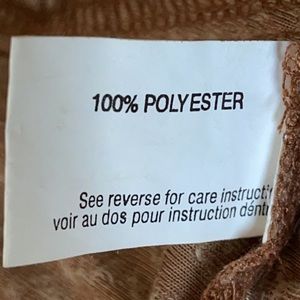 100% POLYESTER
See reverse for care
voir au dos pour instruction